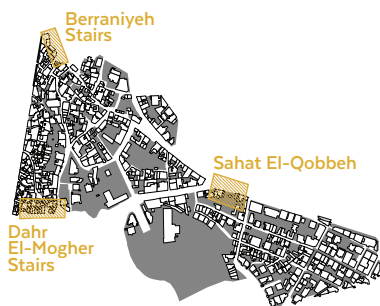 Berraniyeh
Stairs
Sahat El-Qobbeh
Dahr
El-Mogher
Stairs